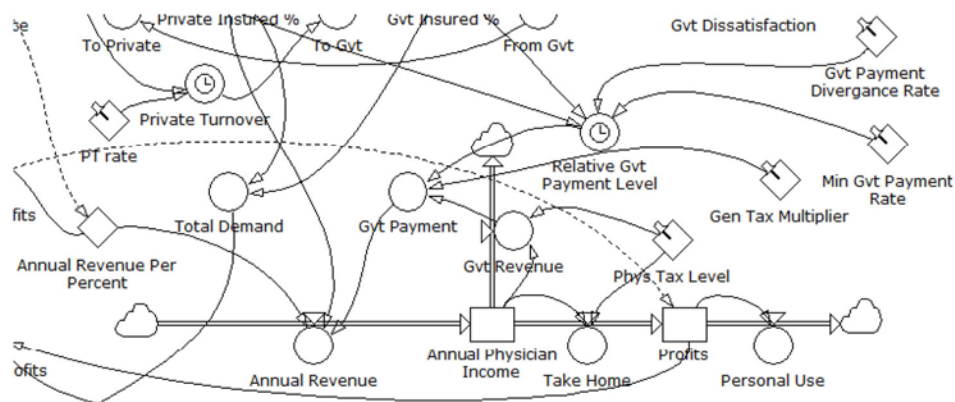 Private Insured %
Gvt Insured %
To Private
To Gvt
From Gvt
Gvt Dissatisfaction
Gvt Payment
Divergance Rate
Private Turnover
PT rate
Relative Gvt
Payment Level
Min Gvt Payment
Rate
Total Demand
Gvt Payment
Gen Tax Multiplier
fits
Annual Revenue Per
Percent
Gvt Revenue
Phys Tax Level
ofits
Annual Revenue
Annual Physician
Income
Take Home
Profits
Personal Use